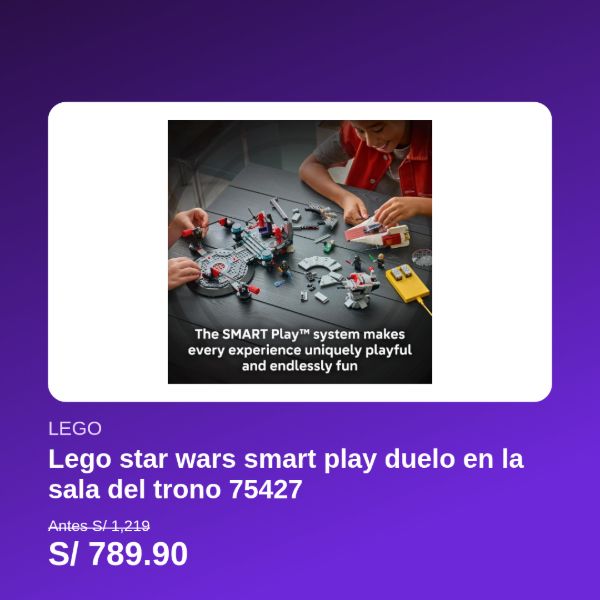 The SMART Play™ system makes
every experience uniquely playful
and endlessly fun
LEGO
Lego star wars smart play duelo en la
sala del trono 75427
Antes S/ 1,219
S/ 789.90